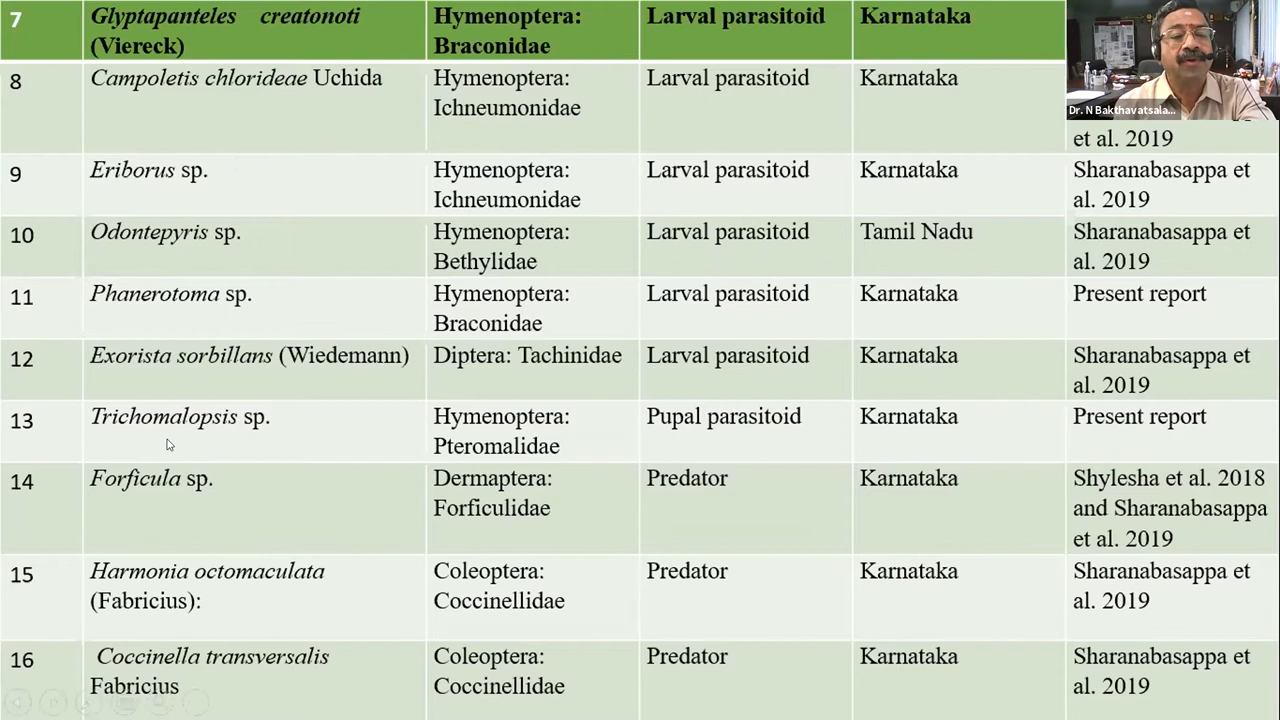 7
Glyptapanteles creatonoti
(Viereck)
Hymenoptera:
Braconidae
Larval parasitoid
Karnataka
8
Campoletis chlorideae Uchida
Hymenoptera:
Ichneumonidae
Larval parasitoid
Karnataka
et al. 2019
9
Eriborus sp.
Hymenoptera:
Ichneumonidae
Larval parasitoid
Karnataka
Sharanabasappa et
al. 2019
10
Odontepyris sp.
Hymenoptera:
Bethylidae
Larval parasitoid
Tamil Nadu
Sharanabasappa et
al. 2019
11
Phanerotoma sp.
Hymenoptera:
Braconidae
Larval parasitoid
Karnataka
Present report
12
Exorista sorbillans (Wiedemann)
Diptera: Tachinidae
Larval parasitoid
Karnataka
Sharanabasappa et
al. 2019
13
Trichomalopsis sp.
Hymenoptera:
Pteromalidae
Pupal parasitoid
Karnataka
Present report
14
Forficula sp.
Dermaptera:
Forficulidae
Predator
Karnataka
Shylesha et al. 2018
and Sharanabasappa
et al. 2019
15
Harmonia octomaculata
(Fabricius):
Coleoptera:
Coccinellidae
Predator
Karnataka
Sharanabasappa et
al. 2019
16
Coccinella transversalis
Fabricius
Coleoptera:
Coccinellidae
Predator
Karnataka
Sharanabasappa et
al. 2019
Dr. N Bakthavatsala...